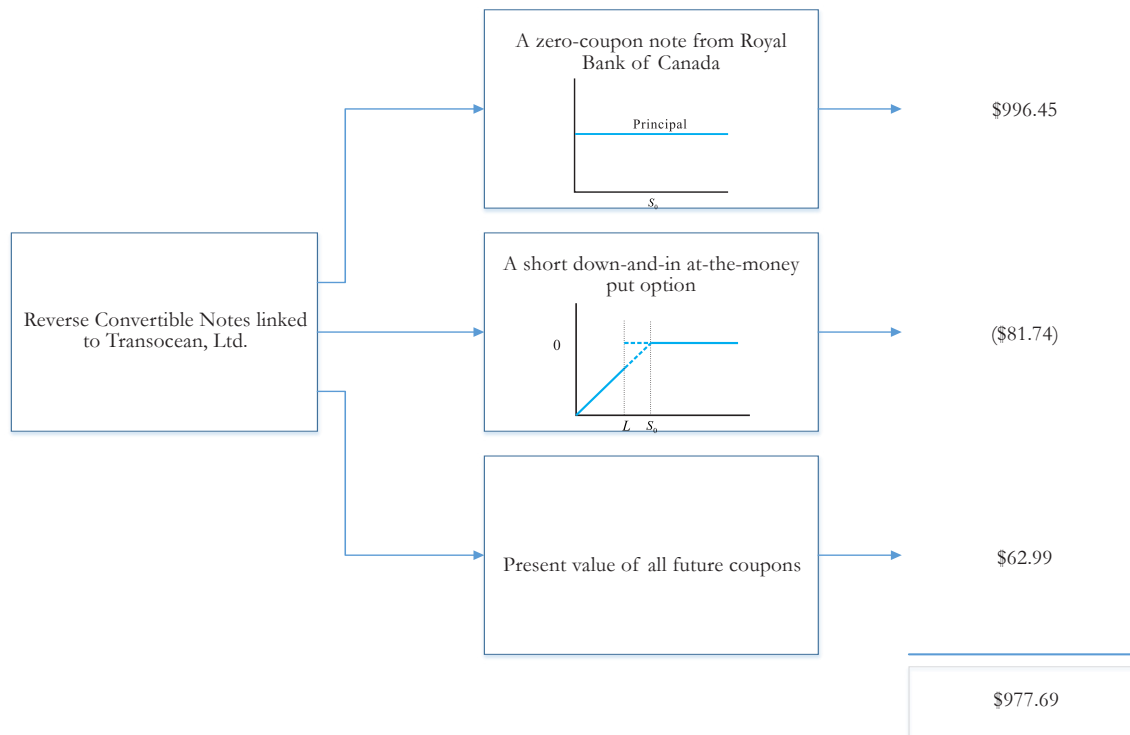 A zero-coupon note from Royal
Bank of Canada
Principal
S₀
$996.45
Reverse Convertible Notes linked
to Transocean, Ltd.
A short down-and-in at-the-money
put option
0
L S₀
($81.74)
Present value of all future coupons
$62.99
$977.69